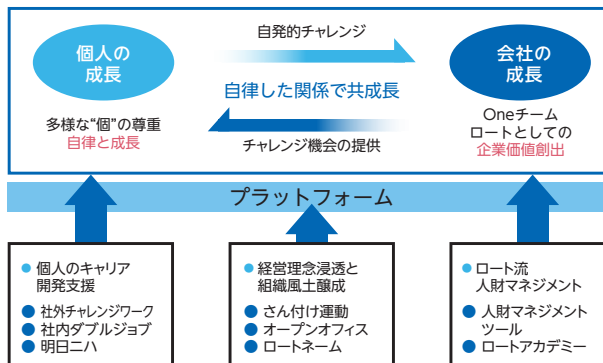 個人の
成長
自発的チャレンジ
会社の
成長
自律した関係で共成長
多様な“個”の尊重
自律と成長
チャレンジ機会の提供
Oneチーム
ロートとしての
企業価値創出
プラットフォーム
● 個人のキャリア
開発支援
● 社外チャレンジワーク
● 社内ダブルジョブ
● 明日ニハ
● 経営理念浸透と
組織風土醸成
● さん付け運動
● オープンオフィス
● ロートネーム
● ロート流
人財マネジメント
● 人財マネジメント
ツール
● ロートアカデミー